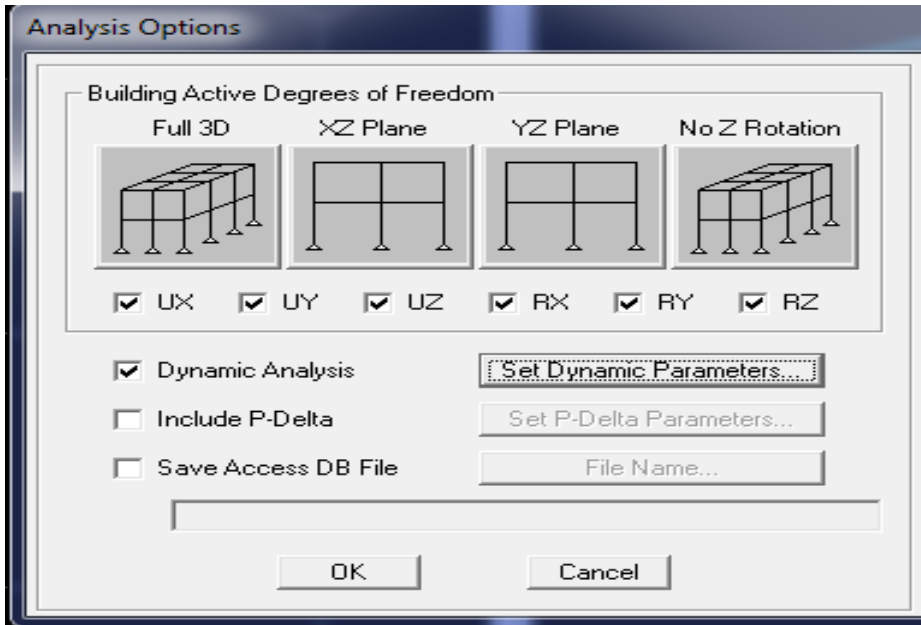 Analysis Options
Building Active Degrees of Freedom
Full 3D XZ Plane YZ Plane No Z Rotation
UX UY UZ RX RY RZ
Dynamic Analysis Set Dynamic Parameters...
Include P-Delta Set P-Delta Parameters...
Save Access DB File File Name...
OK Cancel